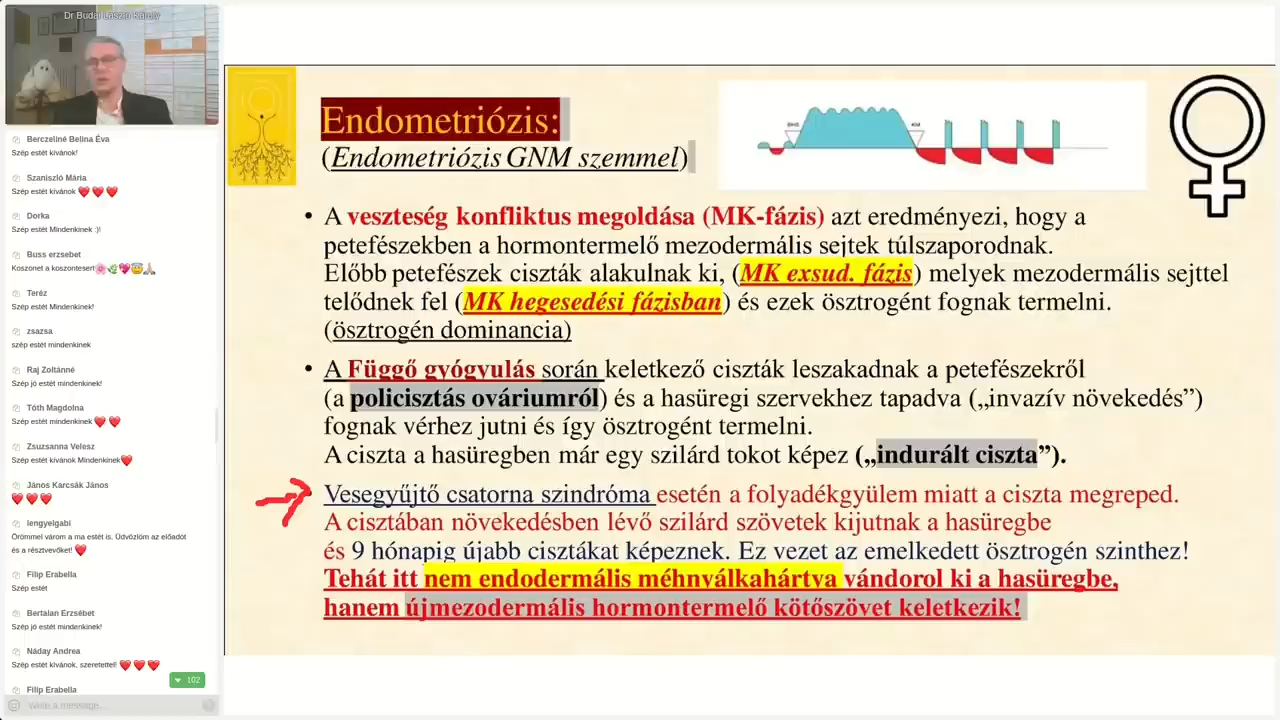 Dr Budai László Károly
Berczeliné Belina Éva
Szép estét kívánok!
Szaniszló Mária
Szép estét kívánok ❤️ ❤️ ❤️
Dorka
Szép estét Mindenkinek :)!
Buss erzsebet
Koszonet a koszontesert🌸🌿💖😇🙏
Teréz
Szép estét Mindenkinek!
zsazsa
szép estét mindenkinek
Raj Zoltánné
Szép jó estét mindenkinek!
Tóth Magdolna
Szép estét mindenkinek ❤️ ❤️
Zsuzsanna Velesz
Szép estét kívánok Mindenkinek❤️
János Karcsák János
❤️ ❤️ ❤️
lengyelgabi
Örömmel várom a ma estét is. Üdvözlöm az előadót
és a résztvevőket! ❤️
Filip Erabella
Szép estét
Bertalan Erzsébet
Szép jó estét mindenkinek!
Náday Andrea
Szép estét kívánok, szeretettel! ❤️ ❤️ ❤️
102
Filip Erabella
Write a message...
Endometriózis:
(Endometriózis GNM szemmel)
DHS
KM
• A veszteség konfliktus megoldása (MK-fázis) azt eredményezi, hogy a
petefészekben a hormontermelő mezodermális sejtek túlszaporodnak.
Előbb petefészek ciszták alakulnak ki, (MK exsud. fázis) melyek mezodermális sejttel
telődnek fel (MK hegesedési fázisban) és ezek ösztrogént fognak termelni.
(ösztrogén dominancia)
• A Függő gyógyulás során keletkező ciszták leszakadnak a petefészekről
(a policisztás ováriumról) és a hasüregi szervekhez tapadva („invazív növekedés”)
fognak vérhez jutni és így ösztrogént termelni.
A ciszta a hasüregben már egy szilárd tokot képez („indurált ciszta”).
Vesegyűjtő csatorna szindróma esetén a folyadékgyülem miatt a ciszta megreped.
A cisztában növekedésben lévő szilárd szövetek kijutnak a hasüregbe
és 9 hónapig újabb cisztákat képeznek. Ez vezet az emelkedett ösztrogén szinthez!
Tehát itt nem endodermális méhnyálkahártya vándorol ki a hasüregbe,
hanem újmezodermális hormontermelő kötőszövet keletkezik!